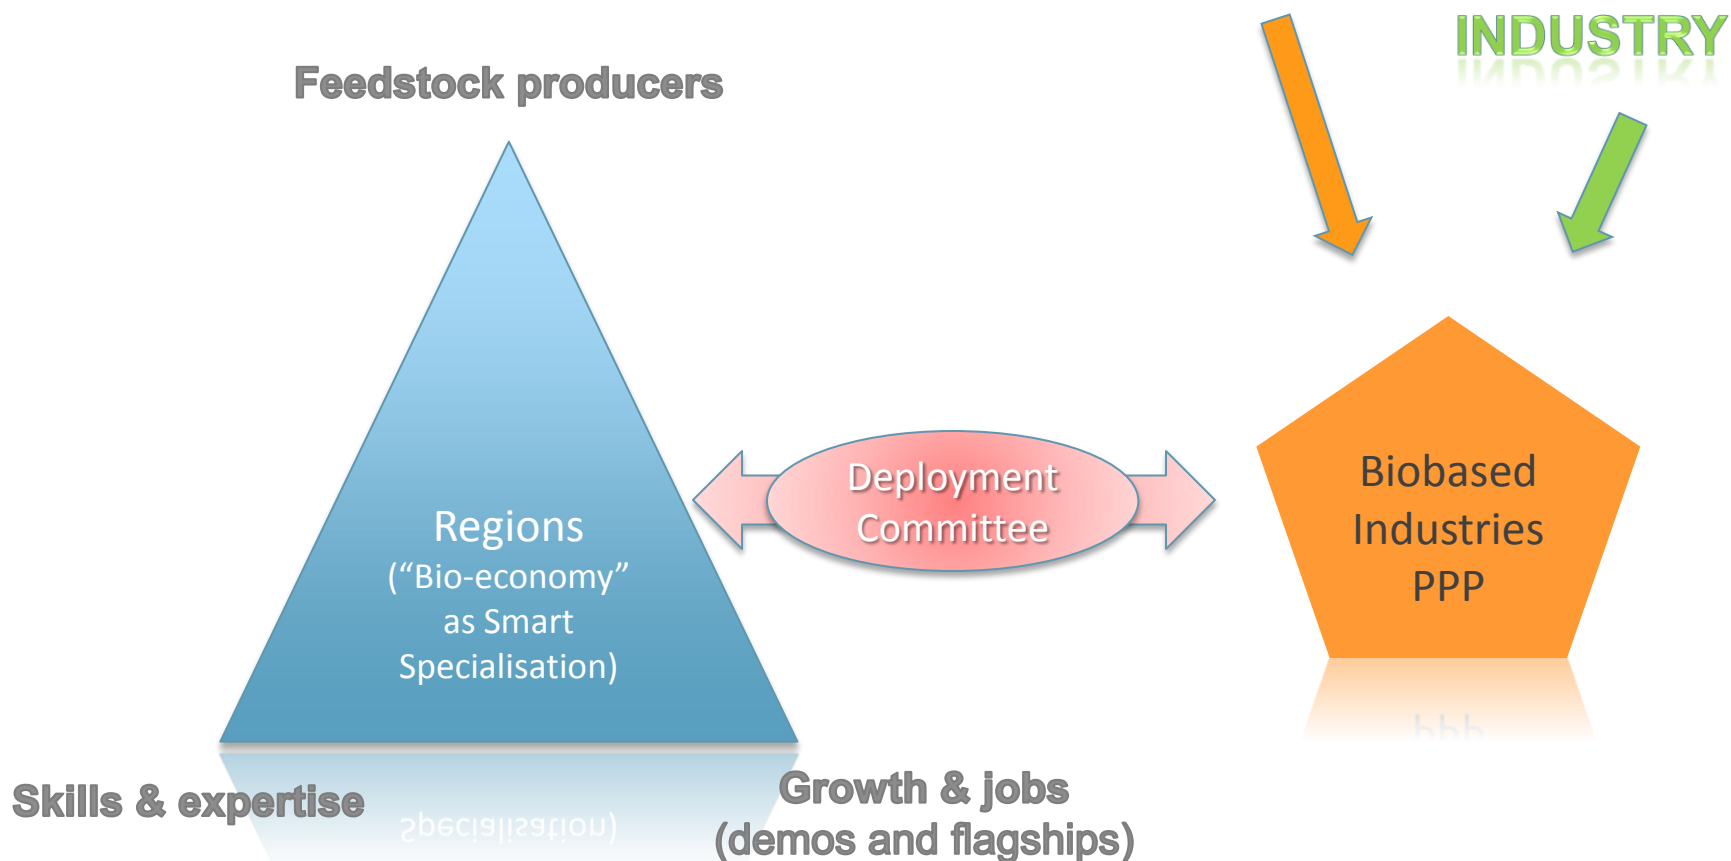 INDUSTRY
Feedstock producers
Regions
(“Bio-economy”
as Smart
Specialisation)
Deployment
Committee
Biobased
Industries
PPP
Skills & expertise
Growth & jobs
(demos and flagships)